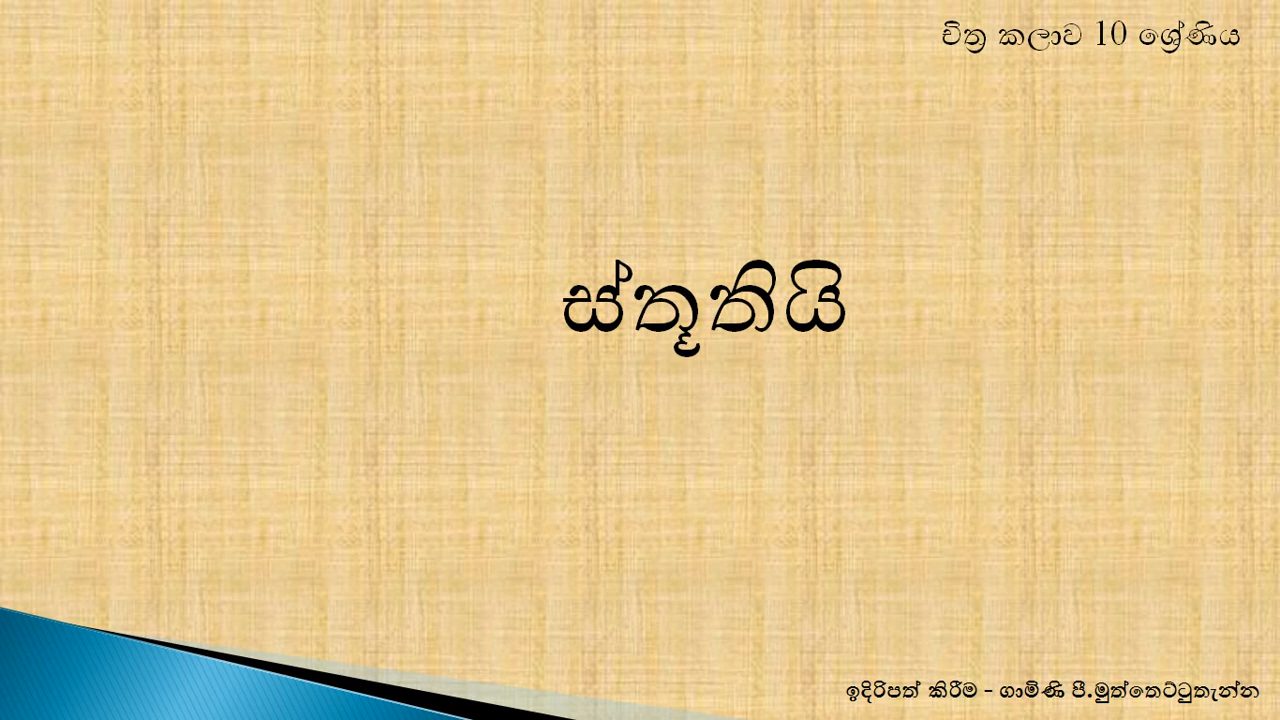 චිත්‍ර කලාව 10 ශ්‍රේණිය
ස්තූතියි
ඉදිරිපත් කිරීම - ගාමිණි පී.මුත්තෙට්ටුතැන්න